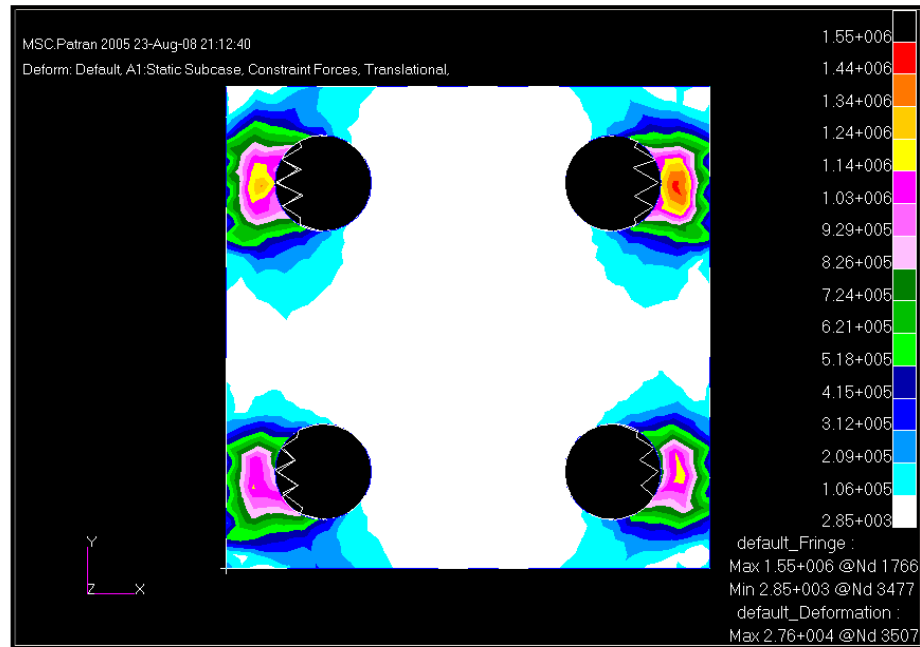 MSC.Patran 2005 23-Aug-08 21:12:40
Deform: Default, A1:Static Subcase, Constraint Forces, Translational,
1.55+006
1.44+006
1.34+006
1.24+006
1.14+006
1.03+006
9.29+005
8.26+005
7.24+005
6.21+005
5.18+005
4.15+005
3.12+005
2.09+005
1.06+005
2.85+003
default_Fringe :
Max 1.55+006 @Nd 1766
Min 2.85+003 @Nd 3477
default_Deformation :
Max 2.76+004 @Nd 3507
Y
Z X